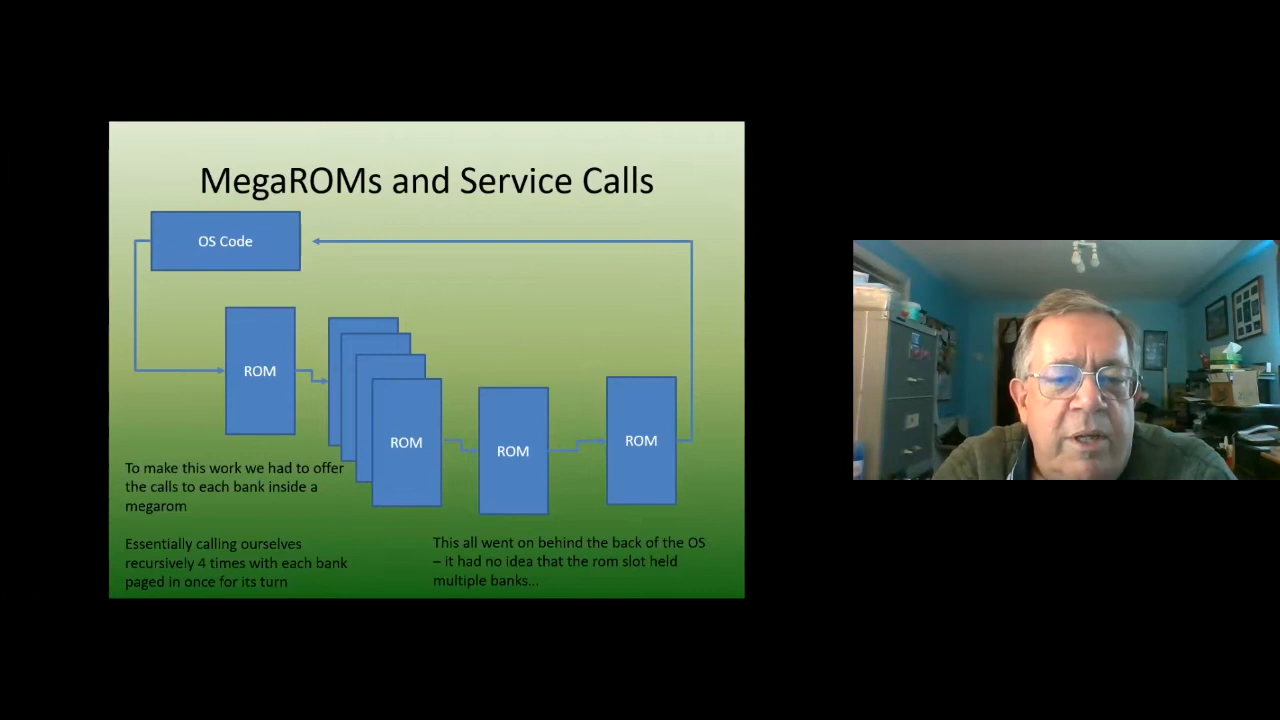 MegaROMs and Service Calls
OS Code
ROM
ROM
ROM
ROM
To make this work we had to offer
the calls to each bank inside a
megarom
Essentially calling ourselves
recursively 4 times with each bank
paged in once for its turn
This all went on behind the back of the OS
– it had no idea that the rom slot held
multiple banks...